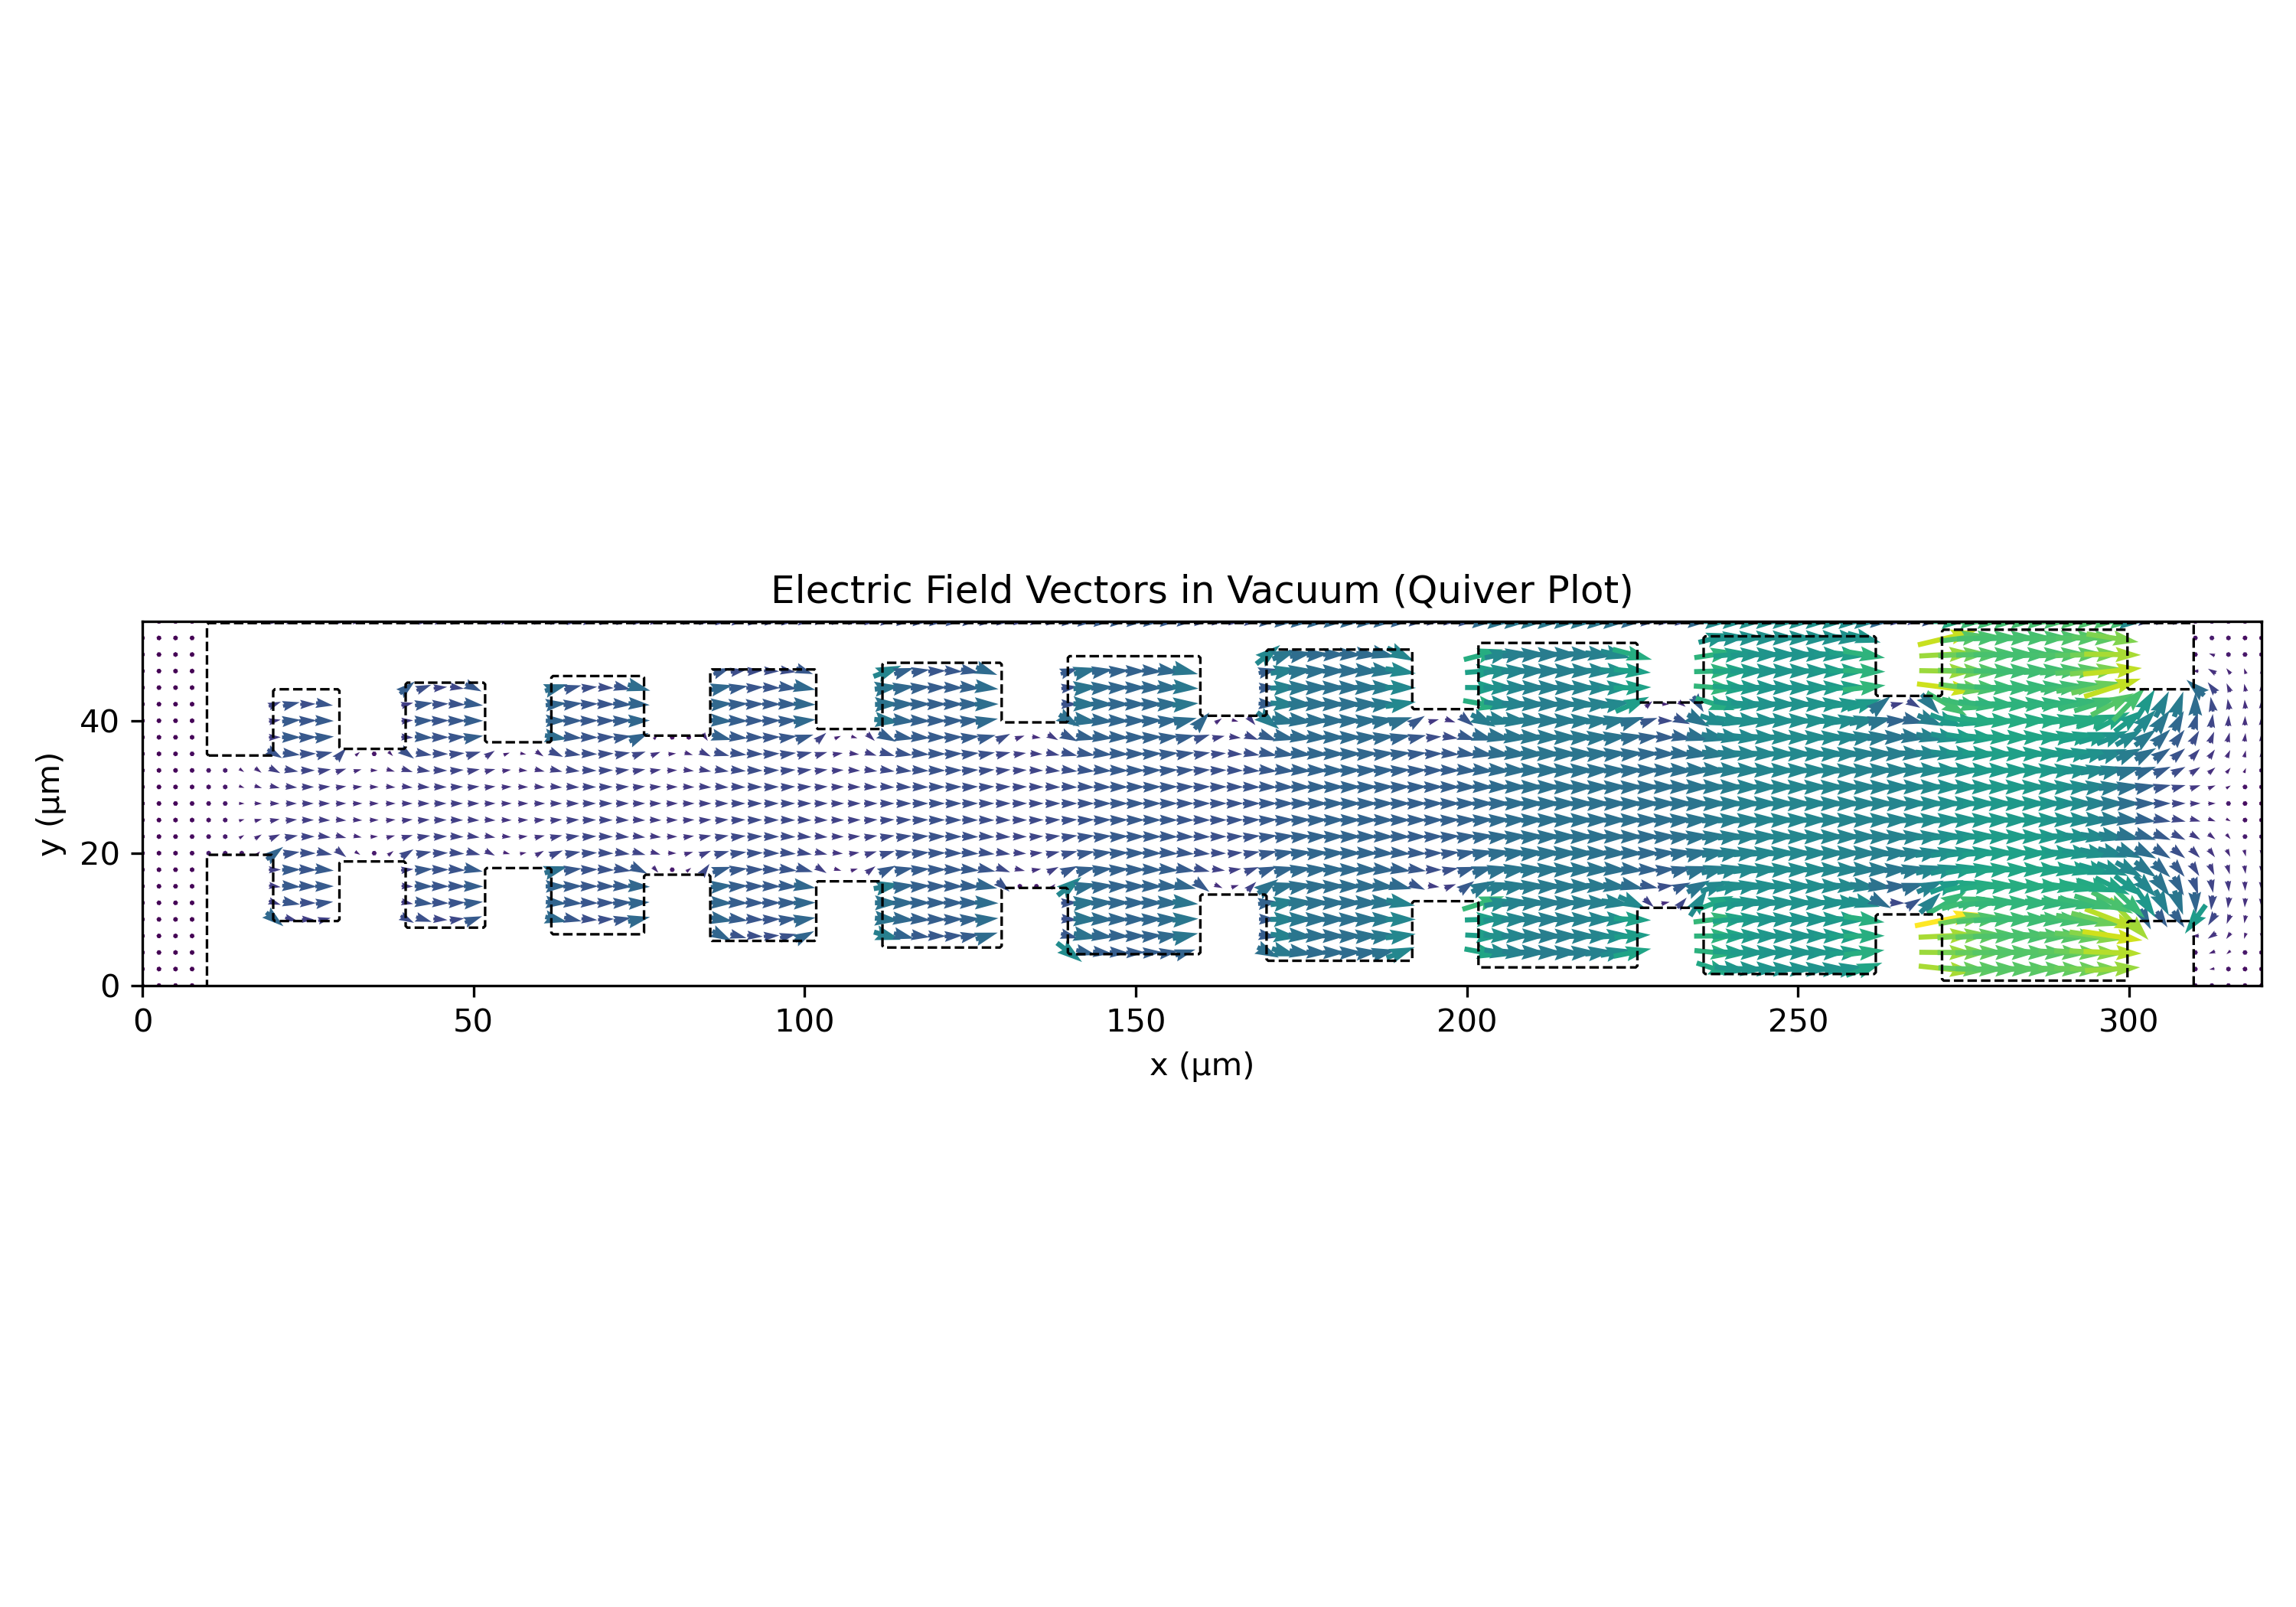 Electric Field Vectors in Vacuum (Quiver Plot)
y (μm)
40
20
0
0 50 100 150 200 250 300
x (μm)